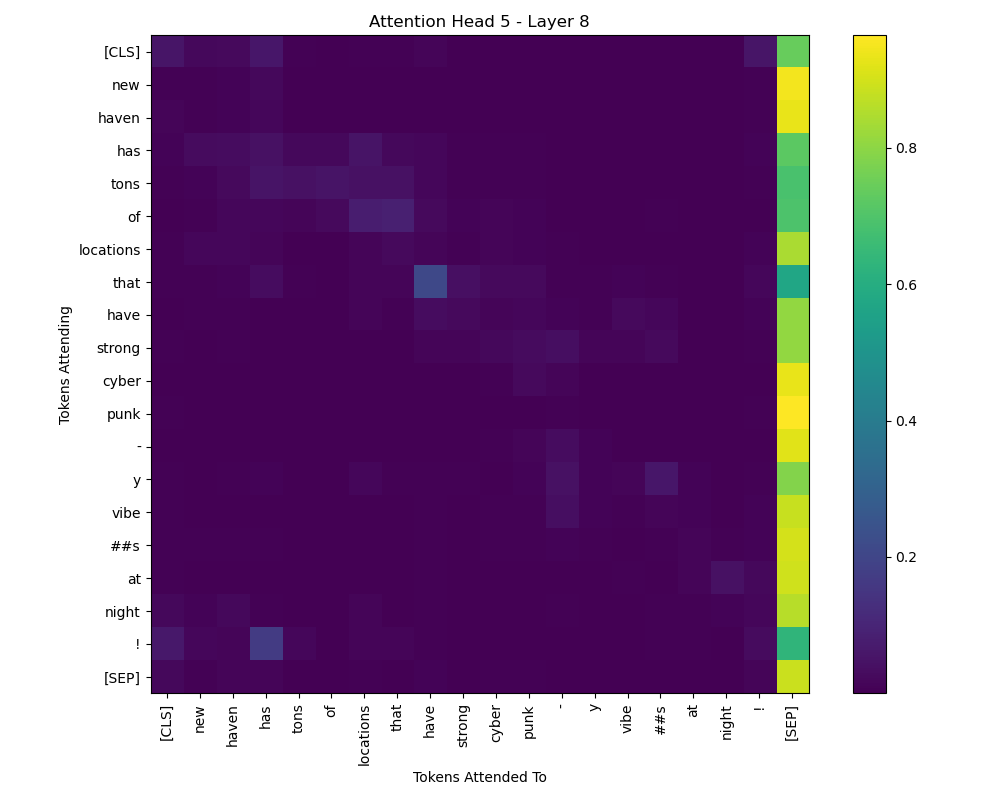 Attention Head 5 - Layer 8
[CLS]
new
haven
has
tons
of
locations
that
have
strong
cyber
punk
-
y
vibe
##s
at
night
!
[SEP]
Tokens Attending
[CLS]
new
haven
has
tons
of
locations
that
have
strong
cyber
punk
-
y
vibe
##s
at
night
!
[SEP]
Tokens Attended To
0.8
0.6
0.4
0.2